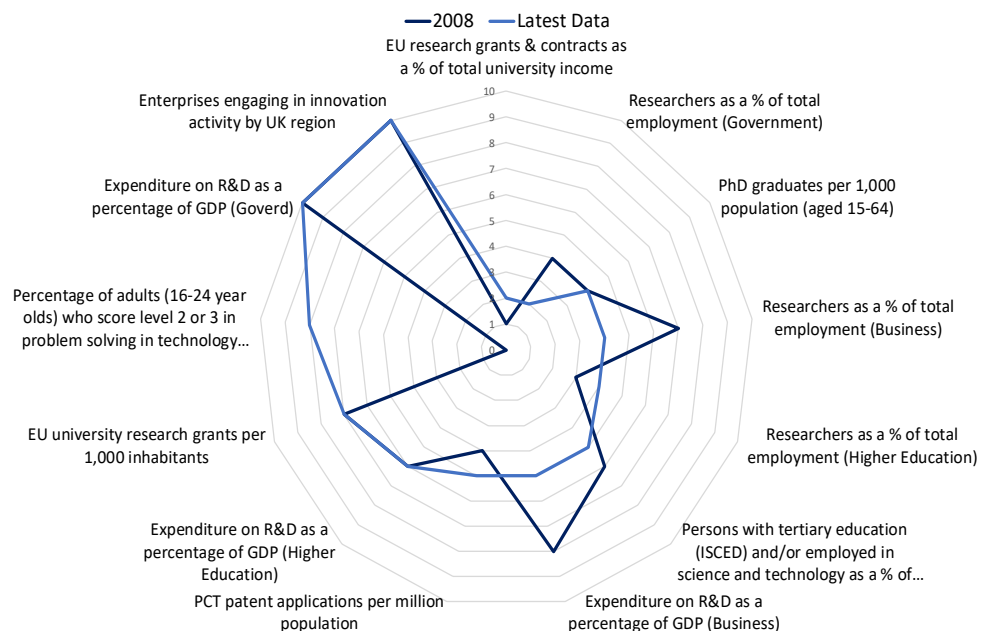 2008 Latest Data
EU research grants & contracts as
a % of total university income
Researchers as a % of total
employment (Government)
PhD graduates per 1,000
population (aged 15-64)
Researchers as a % of total
employment (Business)
Researchers as a % of total
employment (Higher Education)
Persons with tertiary education
(ISCED) and/or employed in
science and technology as a % of…
Expenditure on R&D as a
percentage of GDP (Business)
PCT patent applications per million
population
Expenditure on R&D as a
percentage of GDP (Higher
Education)
EU university research grants per
1,000 inhabitants
Percentage of adults (16-24 year
olds) who score level 2 or 3 in
problem solving in technology…
Expenditure on R&D as a
percentage of GDP (Goverd)
Enterprises engaging in innovation
activity by UK region
10
9
8
7
6
5
4
3
2
1
0